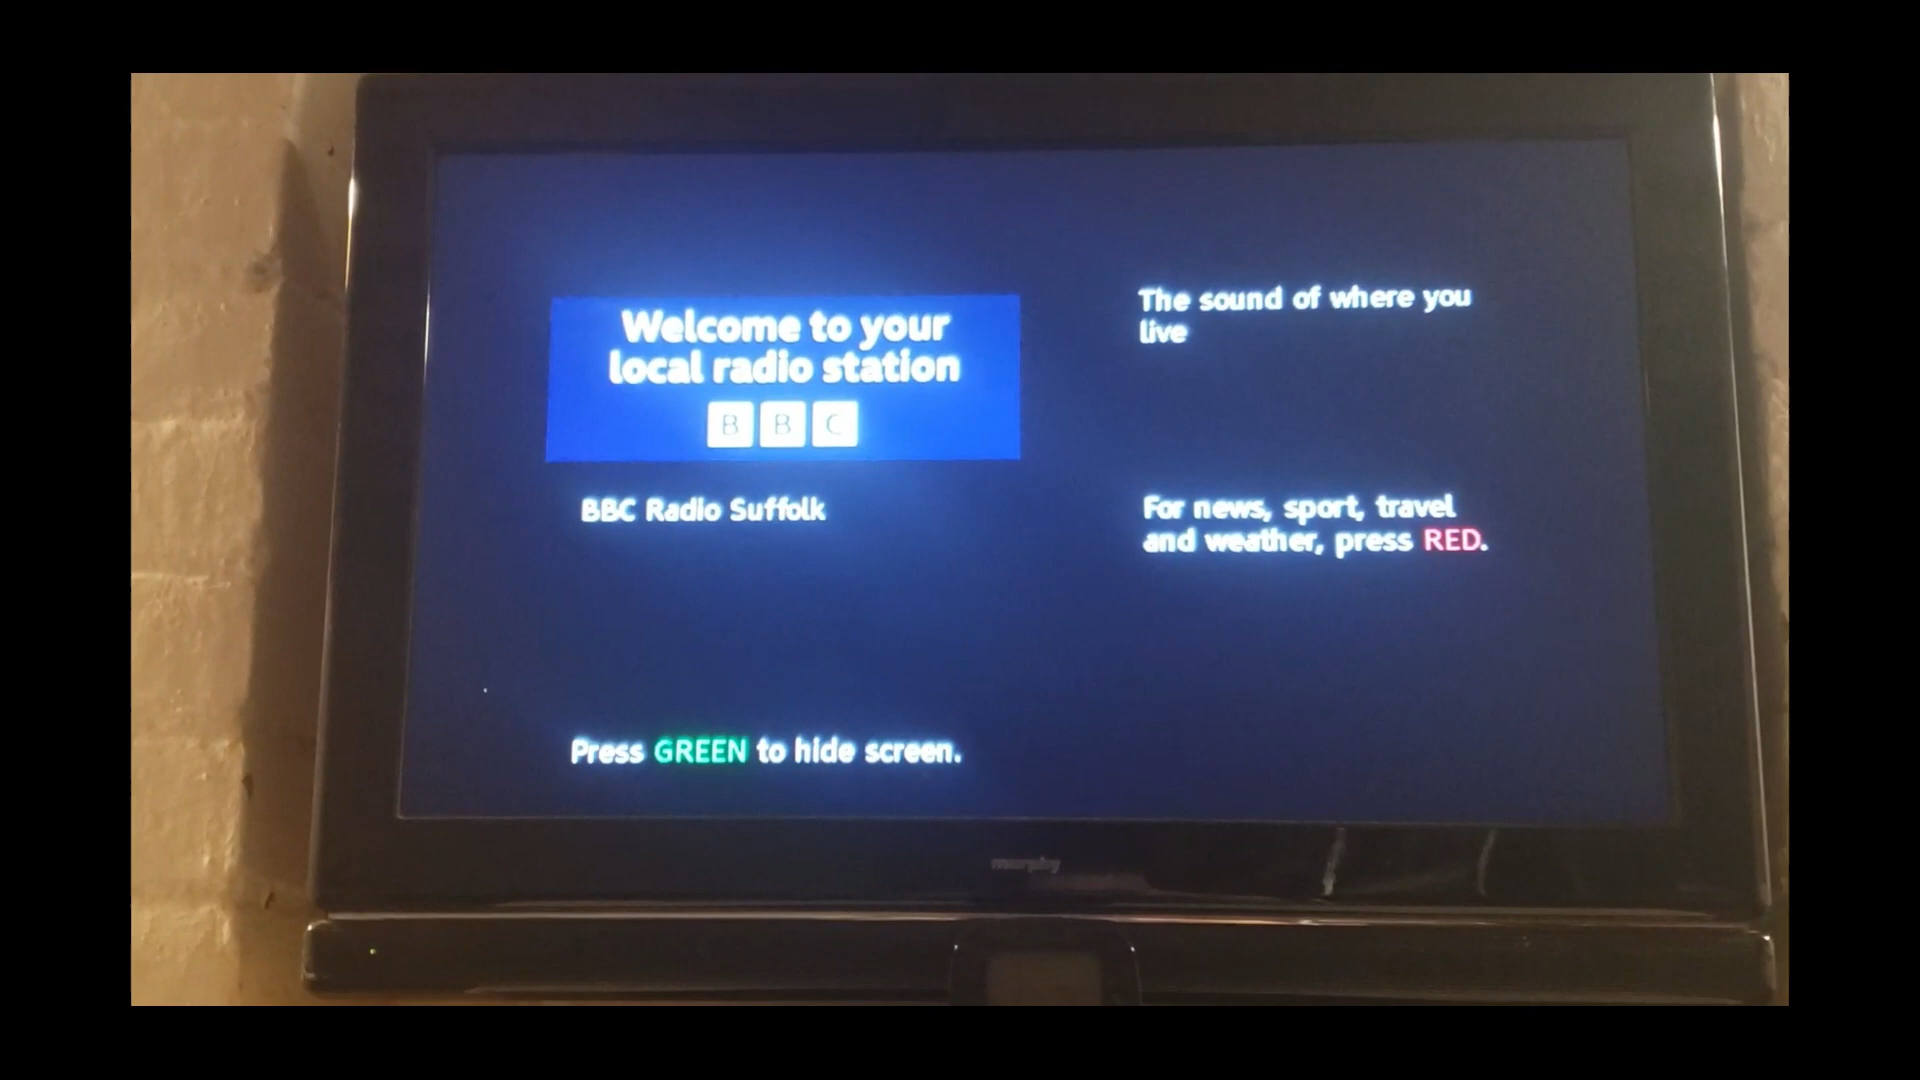 Welcome to your
local radio station
BBC
BBC Radio Suffolk
The sound of where you
live
For news, sport, travel
and weather, press RED.
Press GREEN to hide screen.
murphy